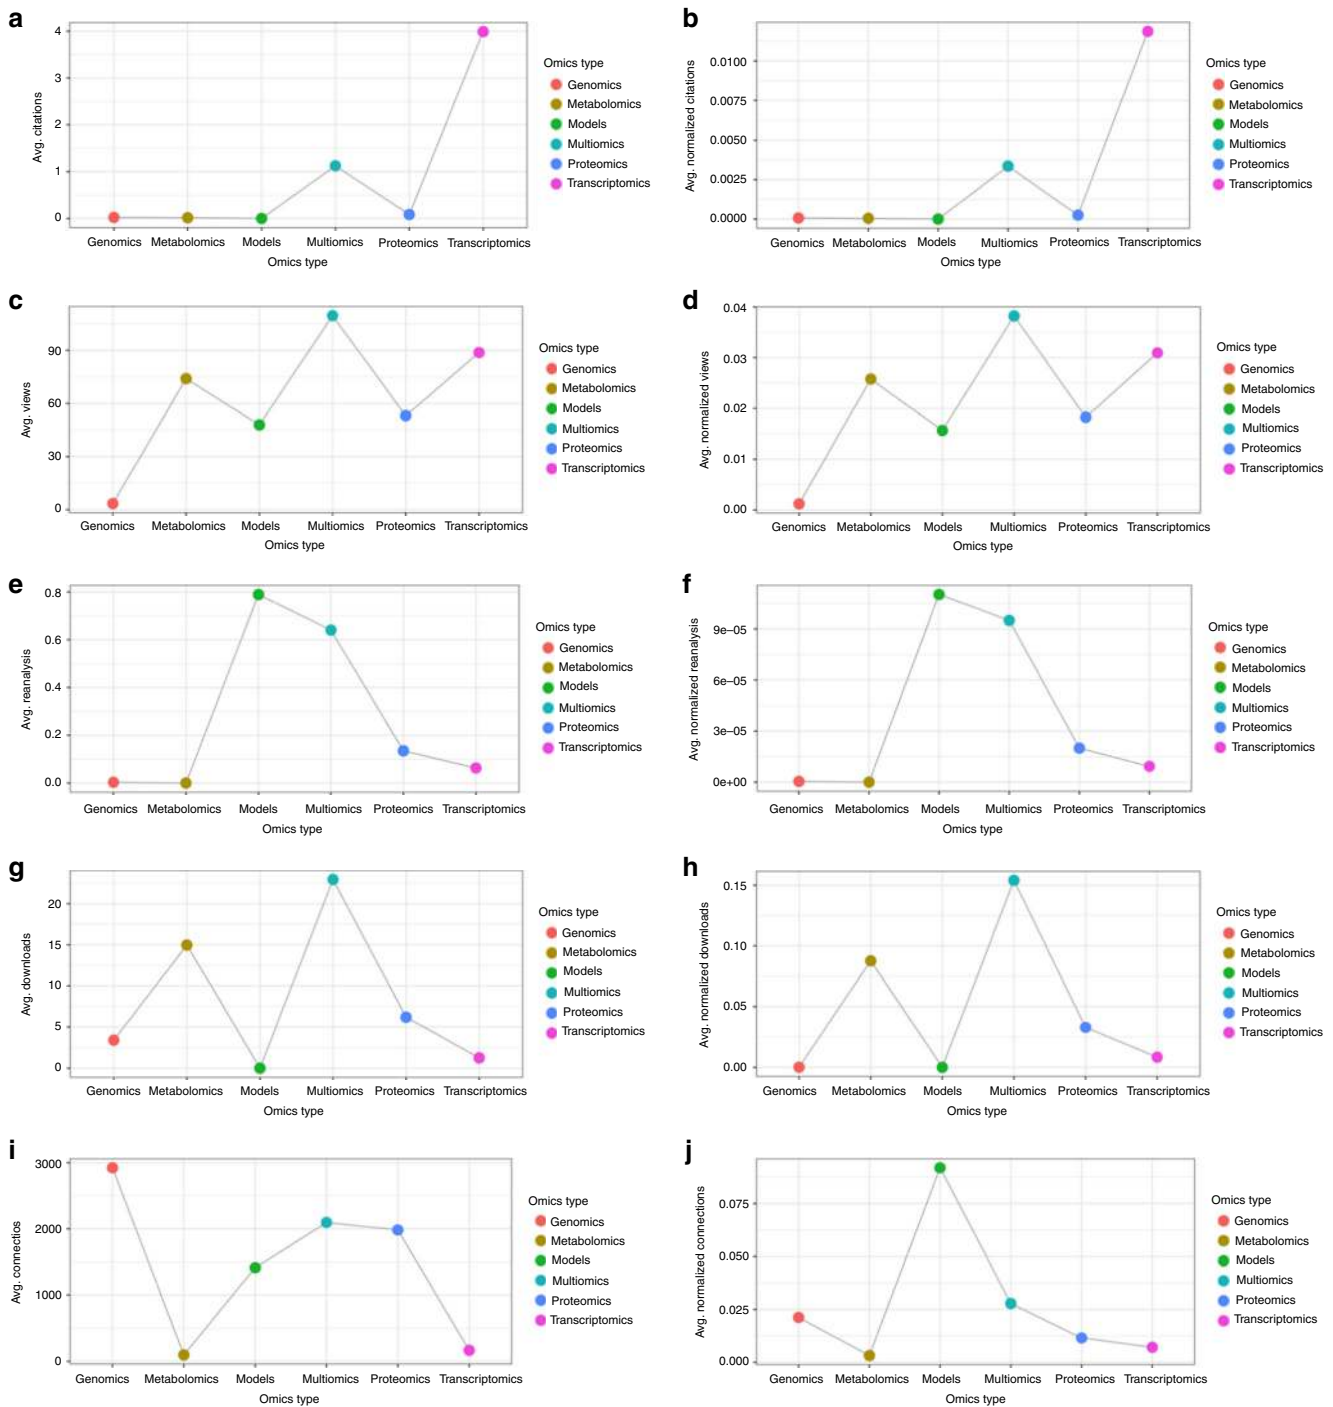 a
4
3
2
1
0
Avg. citations
Genomics Metabolomics Models Multiomics Proteomics Transcriptomics
Omics type
Omics type
Genomics
Metabolomics
Models
Multiomics
Proteomics
Transcriptomics
b
0.0100
0.0075
0.0050
0.0025
0.0000
Avg. normalized citations
Genomics Metabolomics Models Multiomics Proteomics Transcriptomics
Omics type
Omics type
Genomics
Metabolomics
Models
Multiomics
Proteomics
Transcriptomics
c
90
60
30
0
Avg. views
Genomics Metabolomics Models Multiomics Proteomics Transcriptomics
Omics type
Omics type
Genomics
Metabolomics
Models
Multiomics
Proteomics
Transcriptomics
d
0.04
0.03
0.02
0.01
0.00
Avg. normalized views
Genomics Metabolomics Models Multiomics Proteomics Transcriptomics
Omics type
Omics type
Genomics
Metabolomics
Models
Multiomics
Proteomics
Transcriptomics
e
0.8
0.6
0.4
0.2
0.0
Avg. reanalysis
Genomics Metabolomics Models Multiomics Proteomics Transcriptomics
Omics type
Omics type
Genomics
Metabolomics
Models
Multiomics
Proteomics
Transcriptomics
f
9e–05
6e–05
3e–05
0e+00
Avg. normalized reanalysis
Genomics Metabolomics Models Multiomics Proteomics Transcriptomics
Omics type
Omics type
Genomics
Metabolomics
Models
Multiomics
Proteomics
Transcriptomics
g
20
15
10
5
0
Avg. downloads
Genomics Metabolomics Models Multiomics Proteomics Transcriptomics
Omics type
Omics type
Genomics
Metabolomics
Models
Multiomics
Proteomics
Transcriptomics
h
0.15
0.10
0.05
0.00
Avg. normalized downloads
Genomics Metabolomics Models Multiomics Proteomics Transcriptomics
Omics type
Omics type
Genomics
Metabolomics
Models
Multiomics
Proteomics
Transcriptomics
i
3000
2000
1000
0
Avg. connectios
Genomics Metabolomics Models Multiomics Proteomics Transcriptomics
Omics type
Omics type
Genomics
Metabolomics
Models
Multiomics
Proteomics
Transcriptomics
j
0.075
0.050
0.025
0.000
Avg. normalized connections
Genomics Metabolomics Models Multiomics Proteomics Transcriptomics
Omics type
Omics type
Genomics
Metabolomics
Models
Multiomics
Proteomics
Transcriptomics